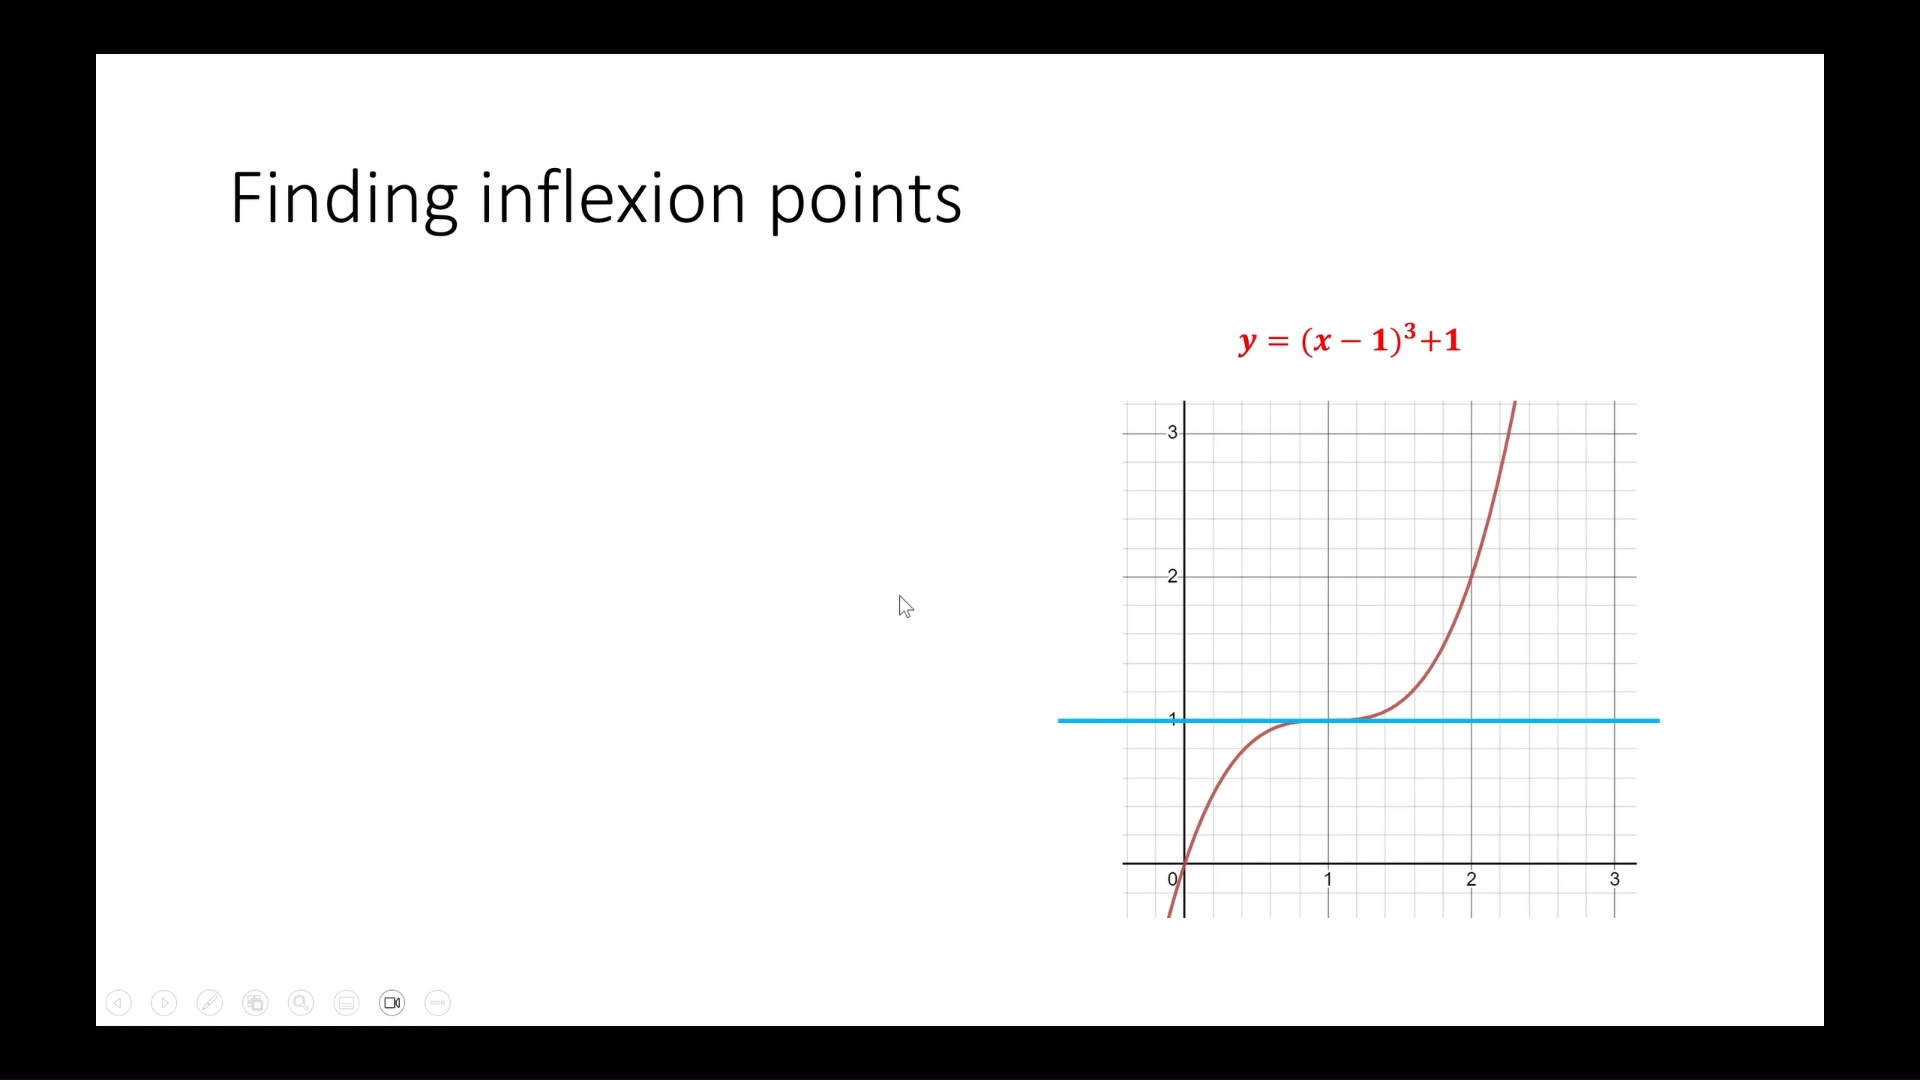 Finding inflexion points
y = (x − 1)³+1
3
2
1
0 1 2 3